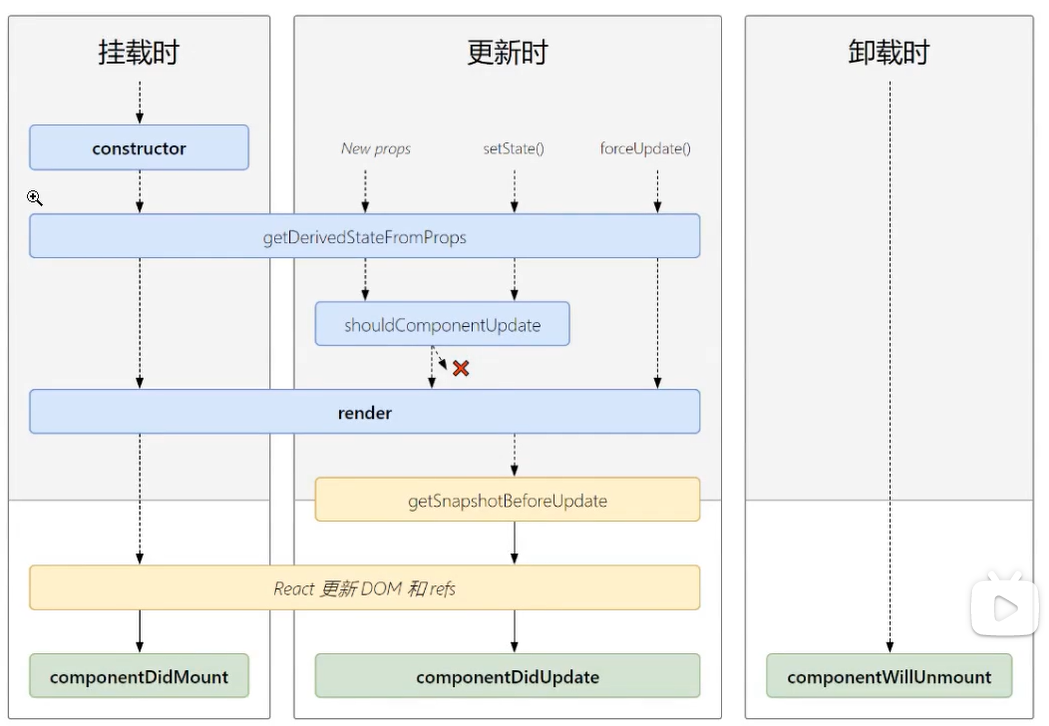 挂载时
更新时
卸载时
constructor
New props
setState()
forceUpdate()
getDerivedStateFromProps
shouldComponentUpdate
render
getSnapshotBeforeUpdate
React 更新 DOM 和 refs
componentDidMount
componentDidUpdate
componentWillUnmount